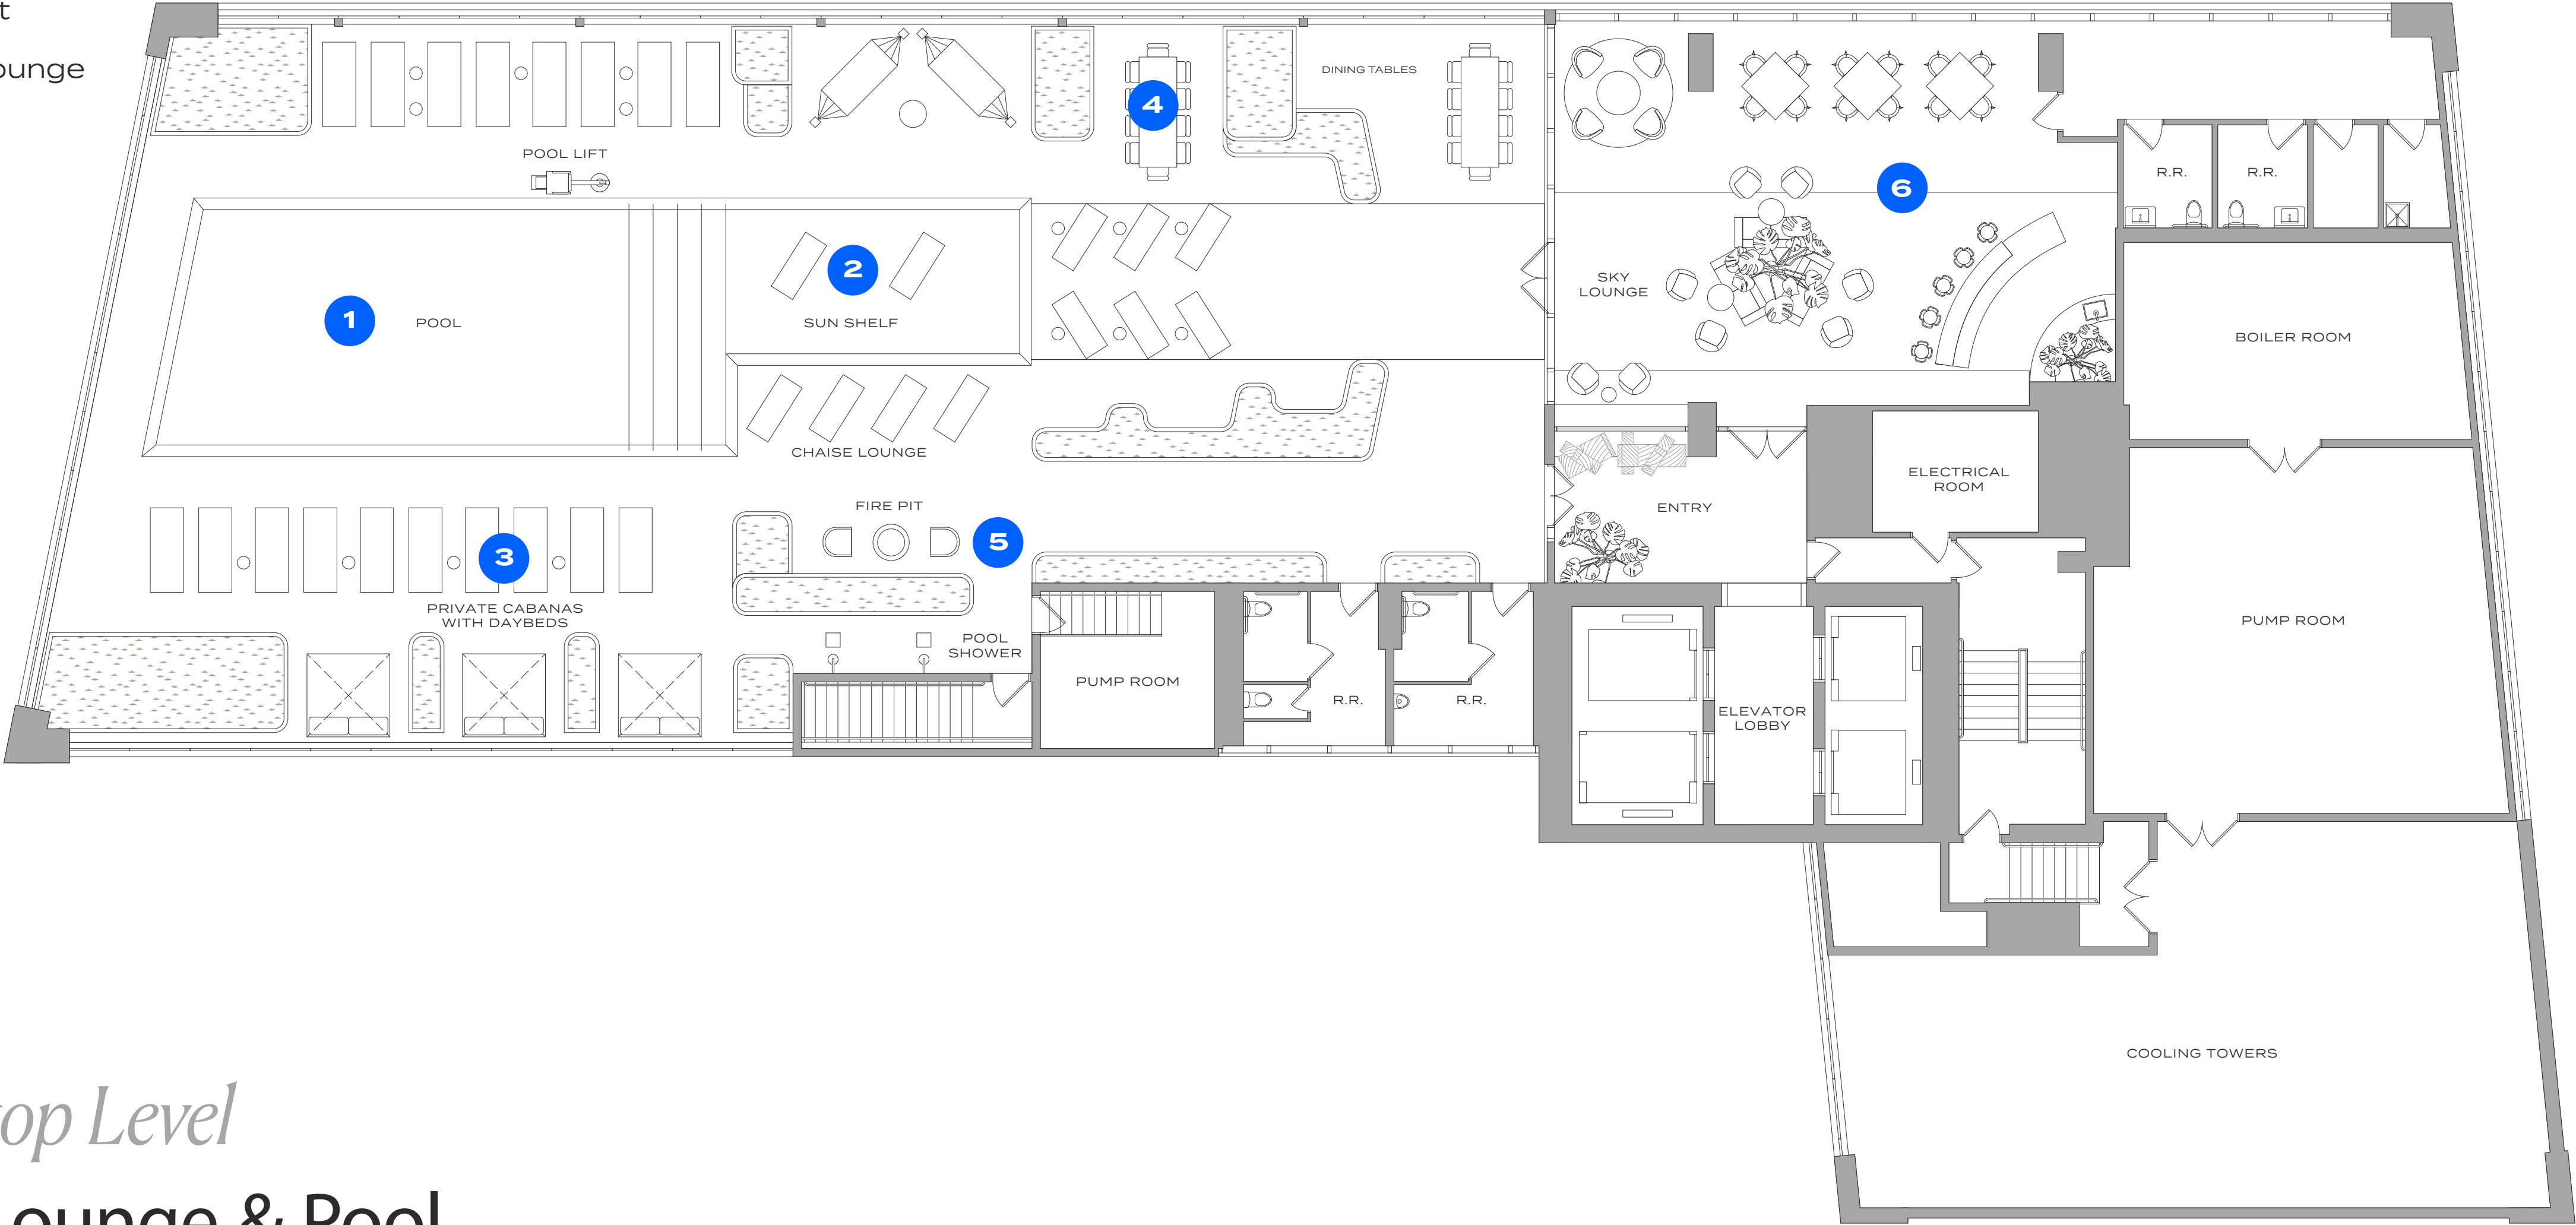 ounge
DINING TABLES
4
POOL LIFT
R.R.
R.R.
6
2
SKY
LOUNGE
1
POOL
SUN SHELF
BOILER ROOM
CHAISE LOUNGE
ELECTRICAL
ROOM
FIRE PIT
ENTRY
5
3
PRIVATE CABANAS
WITH DAYBEDS
PUMP ROOM
POOL
SHOWER
PUMP ROOM
R.R.
R.R.
ELEVATOR
LOBBY
COOLING TOWERS
op Level
ounge & Pool